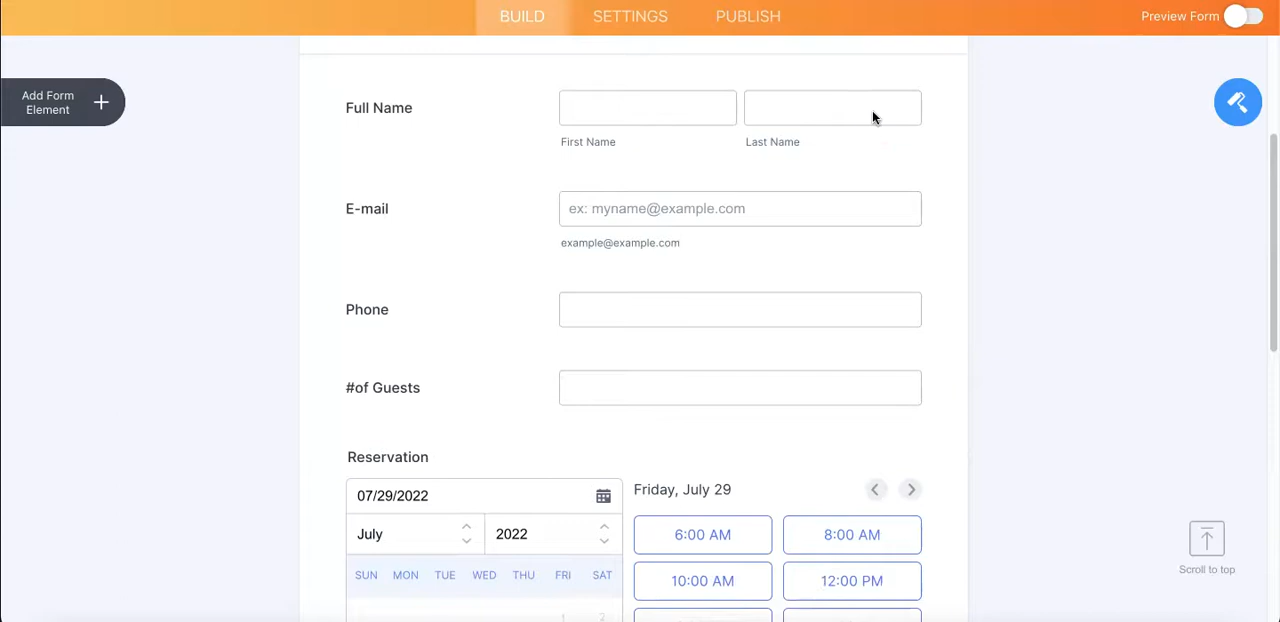 BUILD SETTINGS PUBLISH Preview Form
Add Form
Element
Full Name
First Name Last Name
E-mail ex: myname@example.com
example@example.com
Phone
#of Guests
Reservation
07/29/2022 Friday, July 29
6:00 AM 8:00 AM
July 2022
SUN MON TUE WED THU FRI SAT 10:00 AM 12:00 PM
1 2
Scroll to top